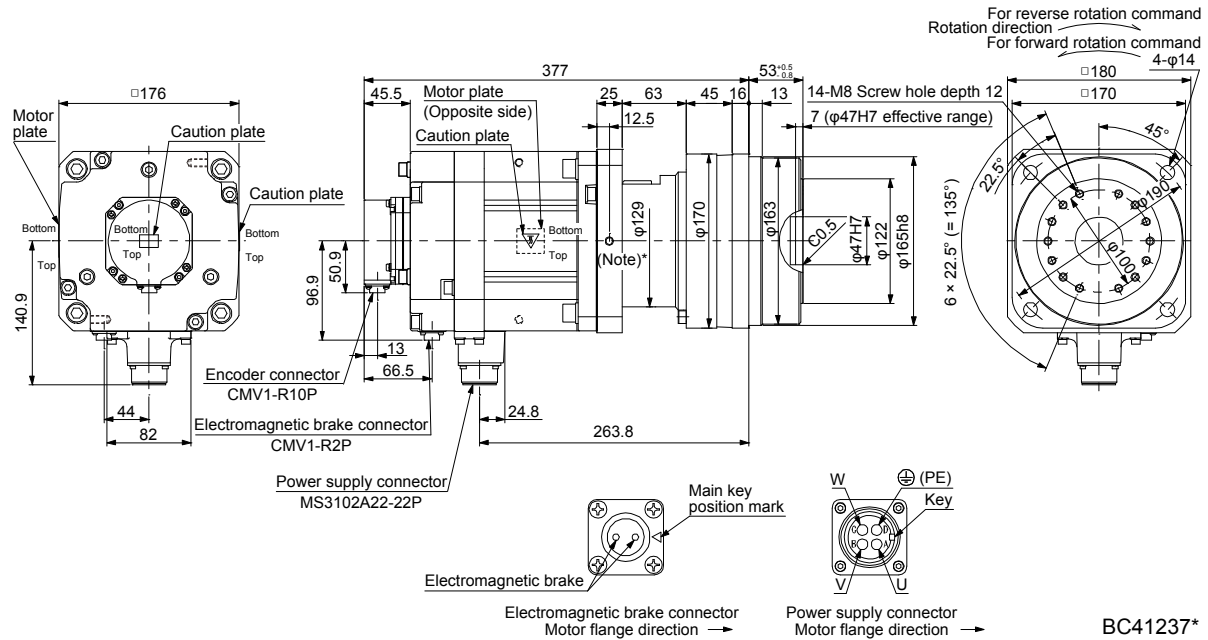 For reverse rotation command
Rotation direction
For forward rotation command
4-φ14
□176
377
53 +0.5 -0.8
□180
□170
45.5
Motor plate
(Opposite side)
Caution plate
25
63
45
16
13
12.5
14-M8 Screw hole depth 12
7 (φ47H7 effective range)
45°
22.5°
6 × 22.5° (= 135°)
φ190
φ100
Motor
plate
Caution plate
Caution plate
Bottom
Top
Bottom
Top
Bottom
Top
Bottom
Top
(Note)*
φ129
φ170
φ163
C0.5
φ47H7
φ122
φ165h8
140.9
96.9
50.9
13
66.5
44
82
24.8
263.8
Encoder connector
CMV1-R10P
Electromagnetic brake connector
CMV1-R2P
Power supply connector
MS3102A22-22P
Main key
position mark
Electromagnetic brake
Electromagnetic brake connector
Motor flange direction →
W
(PE)
Key
C
D
B
A
V
U
Power supply connector
Motor flange direction →
BC41237*